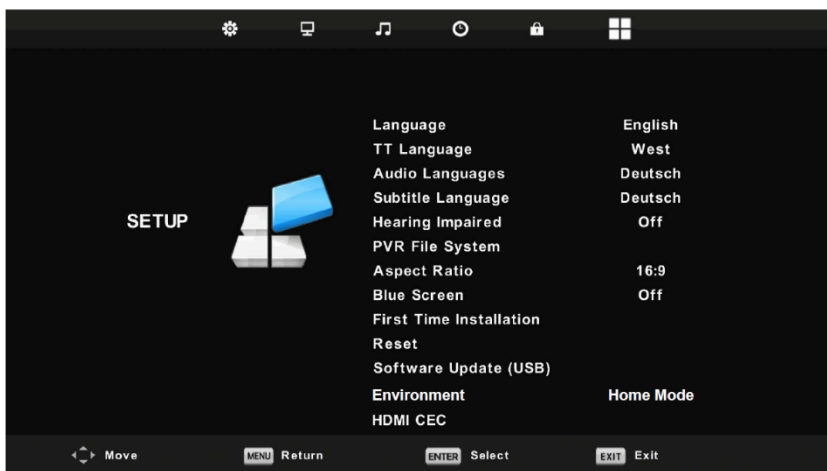 Language English
TT Language West
Audio Languages Deutsch
Subtitle Language Deutsch
SETUP
Hearing Impaired Off
PVR File System
Aspect Ratio 16:9
Blue Screen Off
First Time Installation
Reset
Software Update (USB)
Environment Home Mode
HDMI CEC
Move MENU Return ENTER Select EXIT Exit